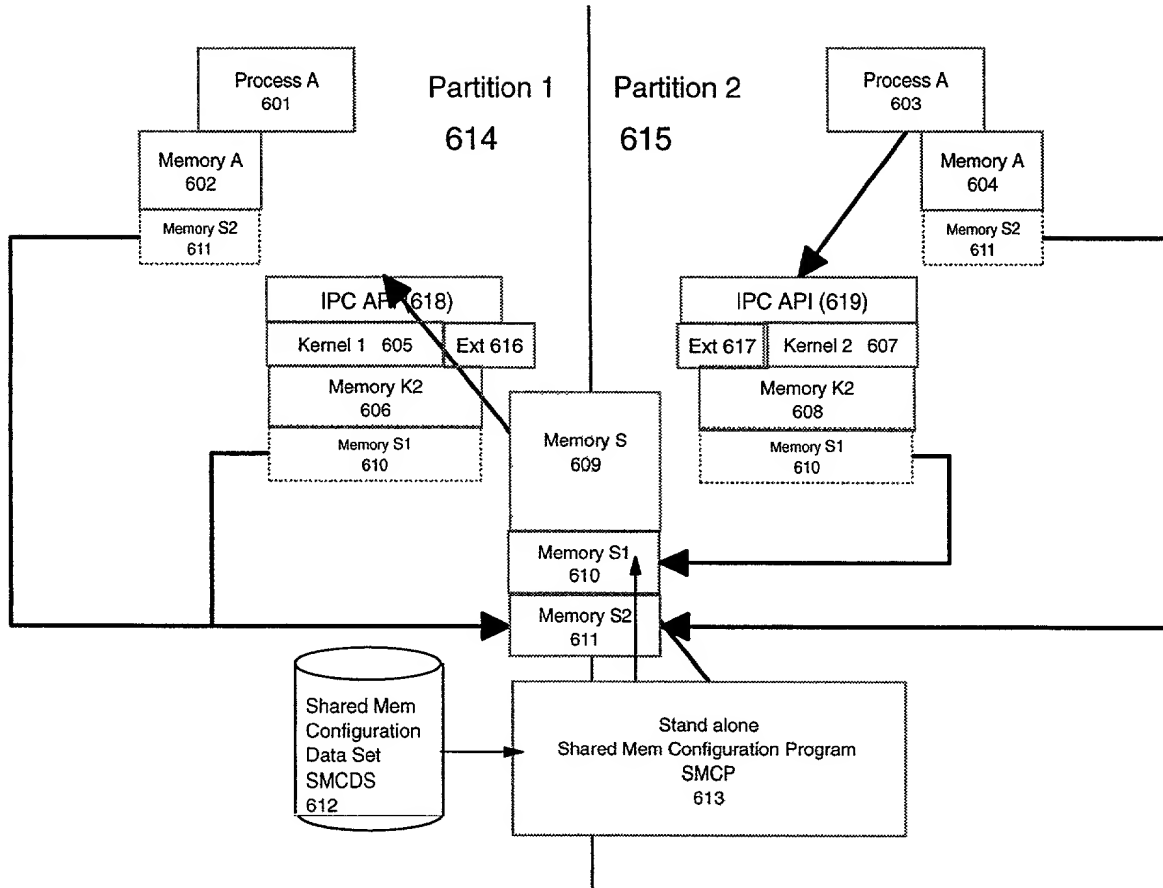 Process A
601
Partition 1
614
Partition 2
615
Process A
603
Memory A
602
Memory S2
611
Memory A
604
Memory S2
611
IPC API (618)
Kernel 1 605
Ext 616
Memory K2
606
Memory S1
610
IPC API (619)
Ext 617
Kernel 2 607
Memory K2
608
Memory S1
610
Memory S
609
Memory S1
610
Memory S2
611
Shared Mem
Configuration
Data Set
SMCDS
612
Stand alone
Shared Mem Configuration Program
SMCP
613